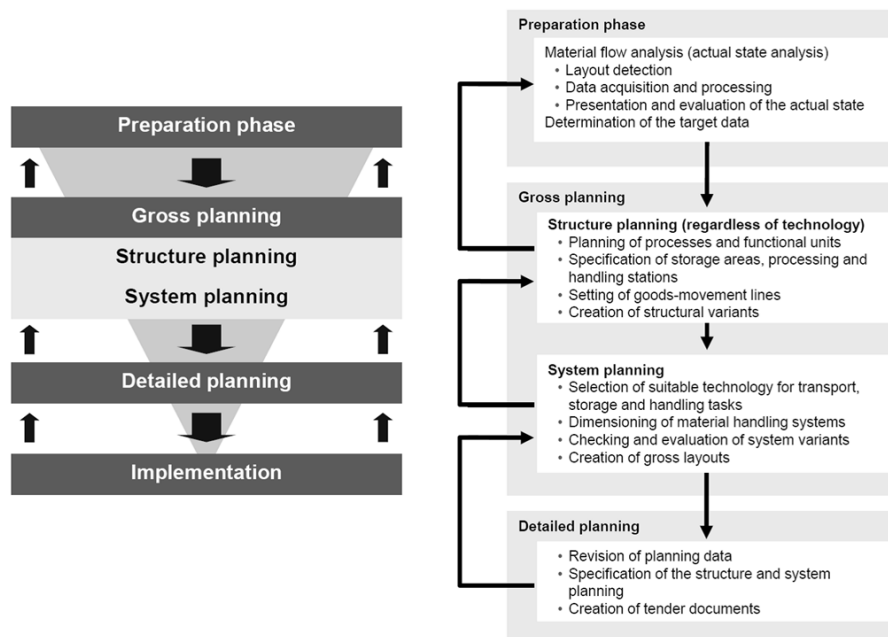 Preparation phase
Gross planning
Structure planning
System planning
Detailed planning
Implementation
Preparation phase
Material flow analysis (actual state analysis)
• Layout detection
• Data acquisition and processing
• Presentation and evaluation of the actual state
Determination of the target data
Gross planning
Structure planning (regardless of technology)
• Planning of processes and functional units
• Specification of storage areas, processing and
handling stations
• Setting of goods-movement lines
• Creation of structural variants
System planning
• Selection of suitable technology for transport,
storage and handling tasks
• Dimensioning of material handling systems
• Checking and evaluation of system variants
• Creation of gross layouts
Detailed planning
• Revision of planning data
• Specification of the structure and system
planning
• Creation of tender documents